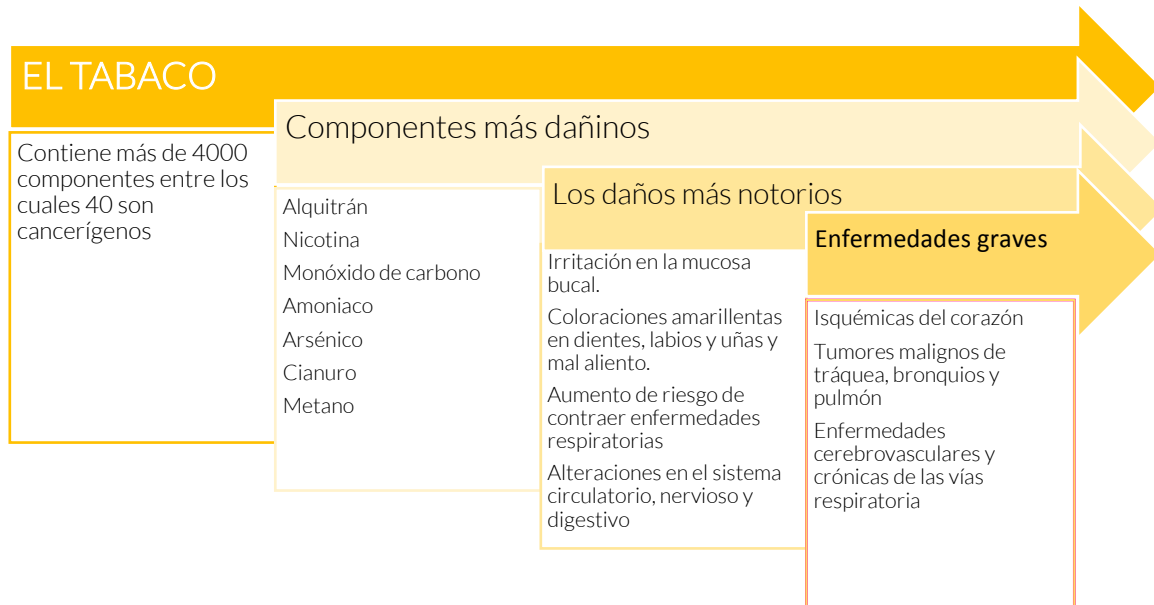 EL TABACO
Contiene más de 4000
componentes entre los
cuales 40 son
cancerígenos
Componentes más dañinos
Alquitrán
Nicotina
Monóxido de carbono
Amoniaco
Arsénico
Cianuro
Metano
Los daños más notorios
Irritación en la mucosa
bucal.
Coloraciones amarillentas
en dientes, labios y uñas y
mal aliento.
Aumento de riesgo de
contraer enfermedades
respiratorias
Alteraciones en el sistema
circulatorio, nervioso y
digestivo
Enfermedades graves
Isquémicas del corazón
Tumores malignos de
tráquea, bronquios y
pulmón
Enfermedades
cerebrovasculares y
crónicas de las vías
respiratoria